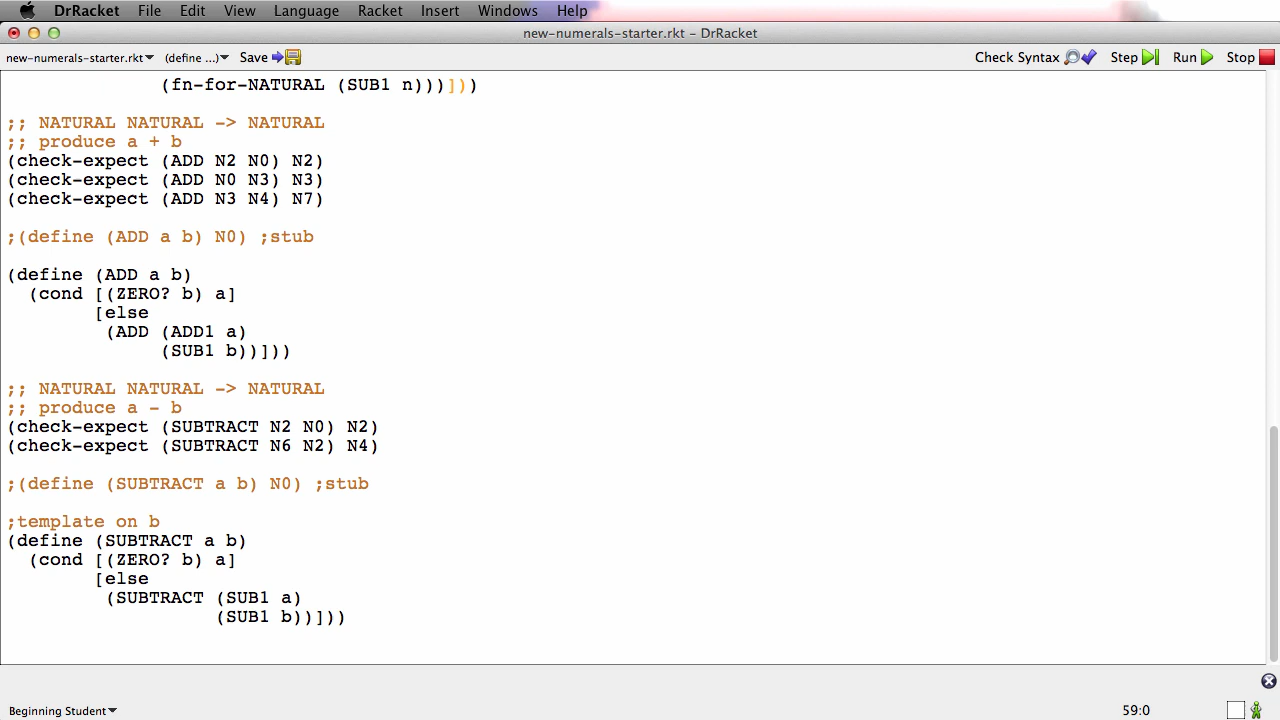 DrRacket File Edit View Language Racket Insert Windows Help
new-numerals-starter.rkt - DrRacket
new-numerals-starter.rkt▾ (define ...)▾ Save Check Syntax Step Run Stop
(fn-for-NATURAL (SUB1 n)))]))
;; NATURAL NATURAL -> NATURAL
;; produce a + b
(check-expect (ADD N2 N0) N2)
(check-expect (ADD N0 N3) N3)
(check-expect (ADD N3 N4) N7)
;(define (ADD a b) N0) ;stub
(define (ADD a b)
  (cond [(ZERO? b) a]
        [else
         (ADD (ADD1 a)
              (SUB1 b))]))
;; NATURAL NATURAL -> NATURAL
;; produce a - b
(check-expect (SUBTRACT N2 N0) N2)
(check-expect (SUBTRACT N6 N2) N4)
;(define (SUBTRACT a b) N0) ;stub
;template on b
(define (SUBTRACT a b)
  (cond [(ZERO? b) a]
        [else
         (SUBTRACT (SUB1 a)
                   (SUB1 b))]))
Beginning Student▾ 59:0